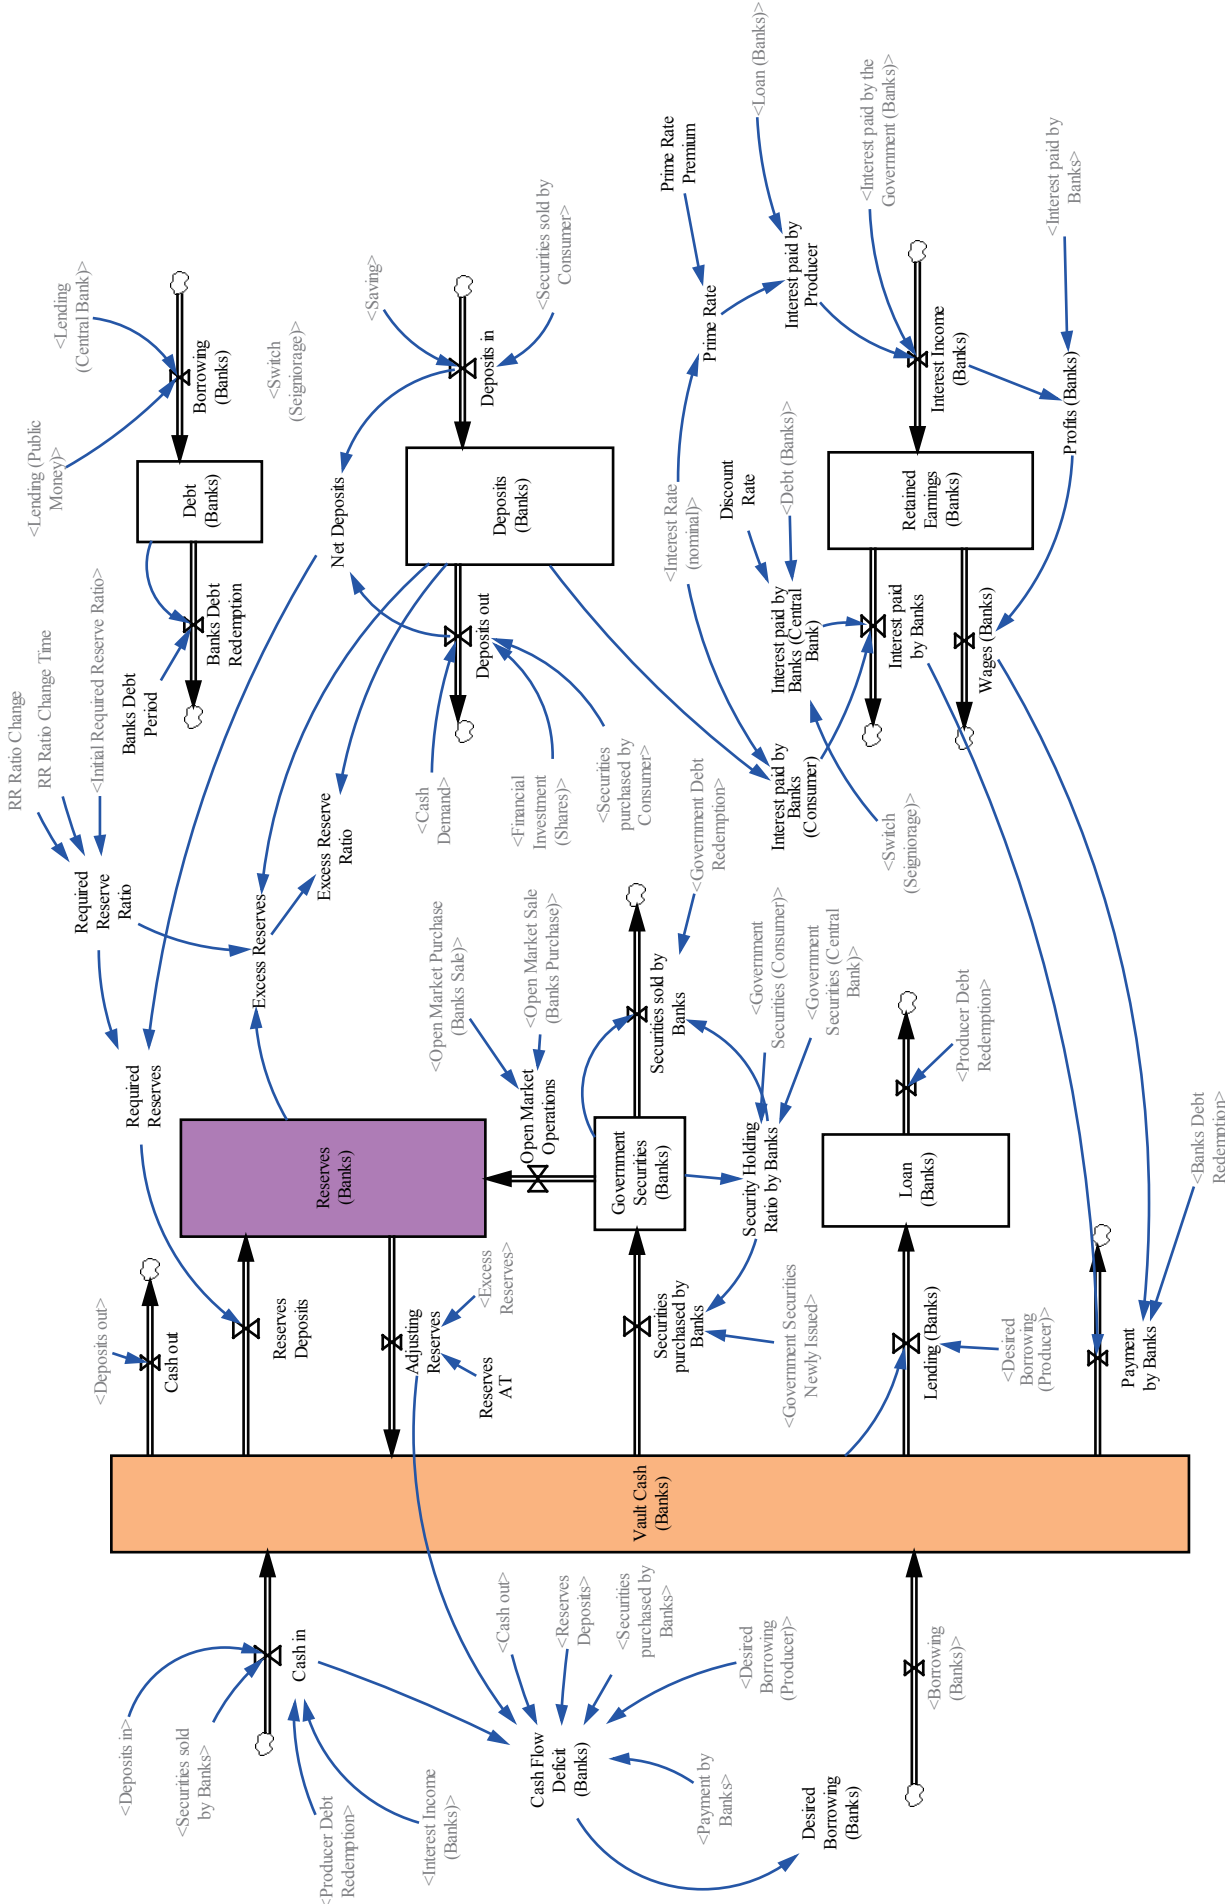 <Deposits in>
<Securities sold
by Banks>
<Producer Debt
Redemption>
<Interest Income
(Banks)>
Cash in
Cash Flow
Deficit
(Banks)
<Payment by
Banks>
Desired
Borrowing
(Banks)
<Cash out>
<Reserves
Deposits>
<Securities
purchased by
Banks>
<Desired
Borrowing
(Producer)>
<Borrowing
(Banks)>
Vault Cash
(Banks)
<Deposits out>
Cash out
Reserves
Deposits
Adjusting
Reserves
Reserves
AT
<Excess
Reserves>
Securities
purchased by
Banks
<Government Securities
Newly Issued>
Lending (Banks)
<Desired
Borrowing
(Producer)>
Payment
by Banks
<Banks Debt
Redemption>
Reserves
(Banks)
Open Market
Operations
Government
Securities
(Banks)
Security Holding
Ratio by Banks
Loan
(Banks)
<Producer Debt
Redemption>
Required
Reserves
<Open Market Purchase
(Banks Sale)>
<Open Market Sale
(Banks Purchase)>
Securities sold by
Banks
<Government
Securities (Consumer)>
<Government
Securities (Central
Bank)>
<Government Debt
Redemption>
RR Ratio Change
RR Ratio Change Time
<Initial Required Reserve Ratio>
Required
Reserve
Ratio
Excess Reserves
Excess Reserve
Ratio
<Cash
Demand>
<Financial
Investment
(Shares)>
<Securities
purchased by
Consumer>
Interest paid by
Banks
(Consumer)
<Switch
(Seigniorage)>
Banks Debt
Period
Banks Debt
Redemption
Debt
(Banks)
<Lending (Public
Money)>
<Lending
(Central Bank)>
Borrowing
(Banks)
<Switch
(Seigniorage)>
Net Deposits
Deposits out
Deposits
(Banks)
Deposits in
<Saving>
<Securities sold by
Consumer>
<Interest Rate
(nominal)>
Discount
Rate
<Debt (Banks)>
Interest paid by
Banks (Central
Bank)
Interest paid
by Banks
Wages (Banks)
Retained
Earnings
(Banks)
Prime Rate
Prime Rate
Premium
<Loan (Banks)>
Interest paid by
Producer
<Interest paid by the
Government (Banks)>
Interest Income
(Banks)
Profits (Banks)
<Interest paid by
Banks>